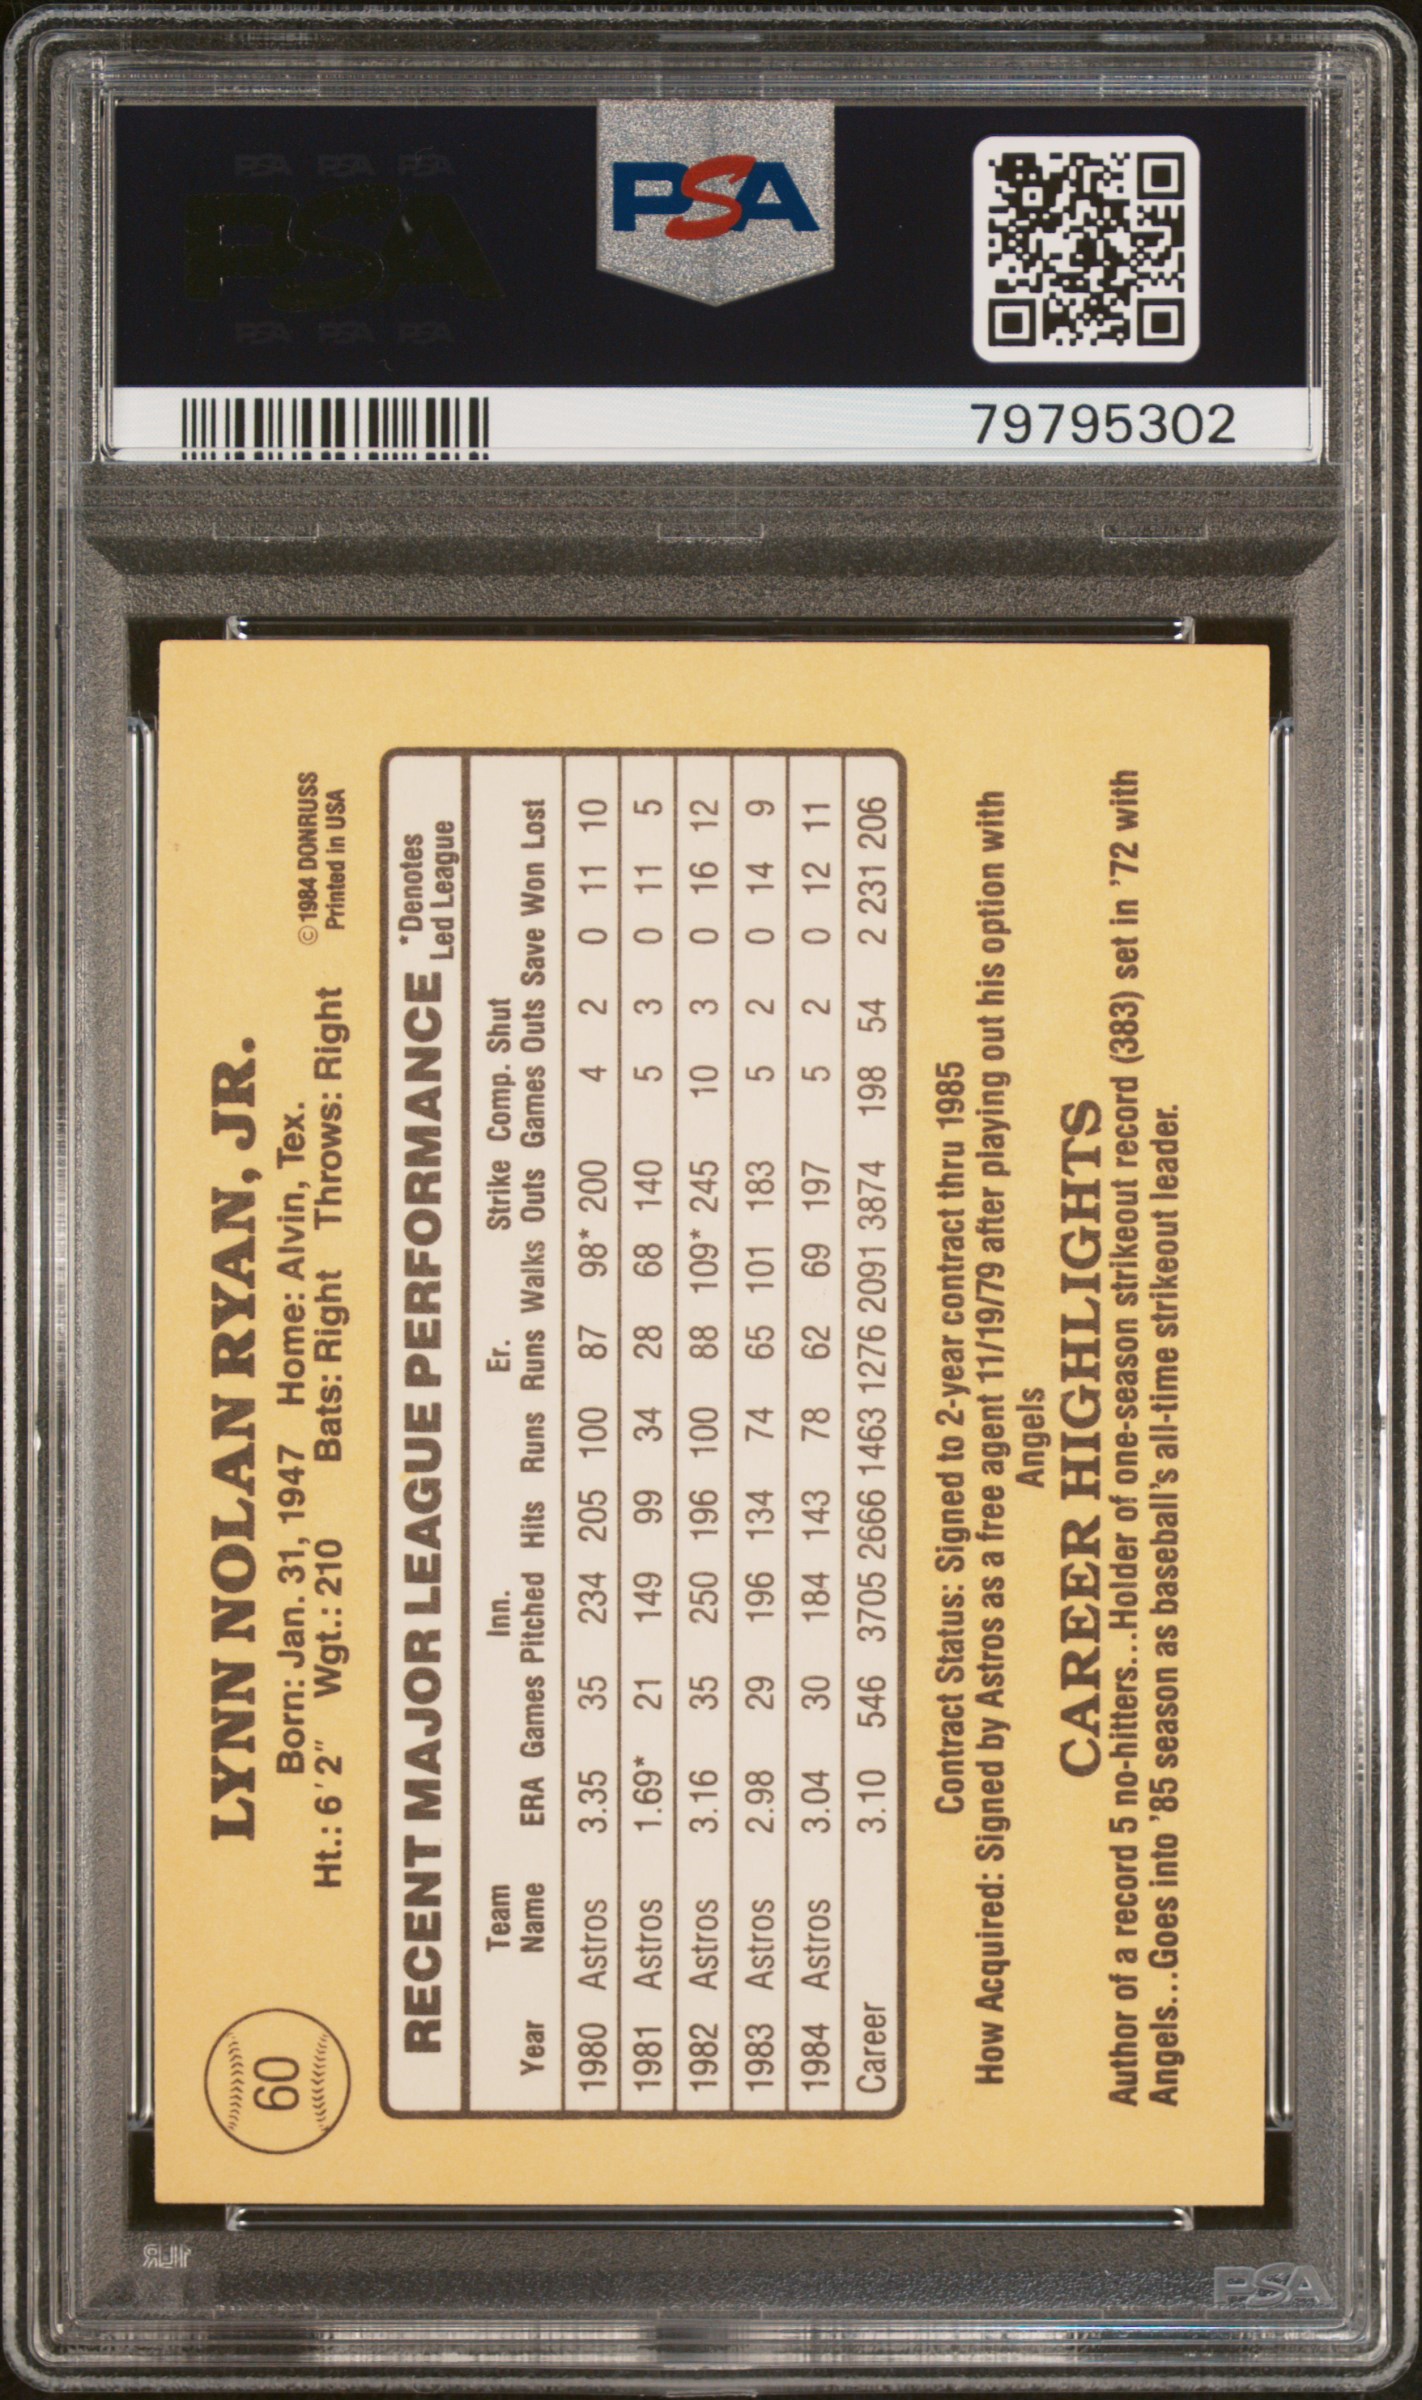 PSA PSA PSA
PSA
PSA PSA PSA
PSA
79795302
60
LYNN NOLAN RYAN, JR.
Born: Jan. 31, 1947 Home: Alvin, Tex.
©1984 DONRUSS
Ht.: 6'2" Wgt.: 210 Bats: Right Throws: Right
Printed in USA
RECENT MAJOR LEAGUE PERFORMANCE *Denotes Led League
Year Team Name ERA Games Inn. Pitched Hits Runs Er. Runs Walks Strike Outs Comp. Games Shut Outs Save Won Lost
1980 Astros 3.35 35 234 205 100 87 98* 200 4 2 0 11 10
1981 Astros 1.69* 21 149 99 34 28 68 140 5 3 0 11 5
1982 Astros 3.16 35 250 196 100 88 109* 245 10 3 0 16 12
1983 Astros 2.98 29 196 134 74 65 101 183 5 2 0 14 9
1984 Astros 3.04 30 184 143 78 62 69 197 5 2 0 12 11
Career 3.10 546 3705 2666 1463 1276 2091 3874 198 54 2 231 206
Contract Status: Signed to 2-year contract thru 1985
How Acquired: Signed by Astros as a free agent 11/19/79 after playing out his option with
Angels
CAREER HIGHLIGHTS
Author of a record 5 no-hitters...Holder of one-season strikeout record (383) set in '72 with
Angels...Goes into '85 season as baseball's all-time strikeout leader.
PSA